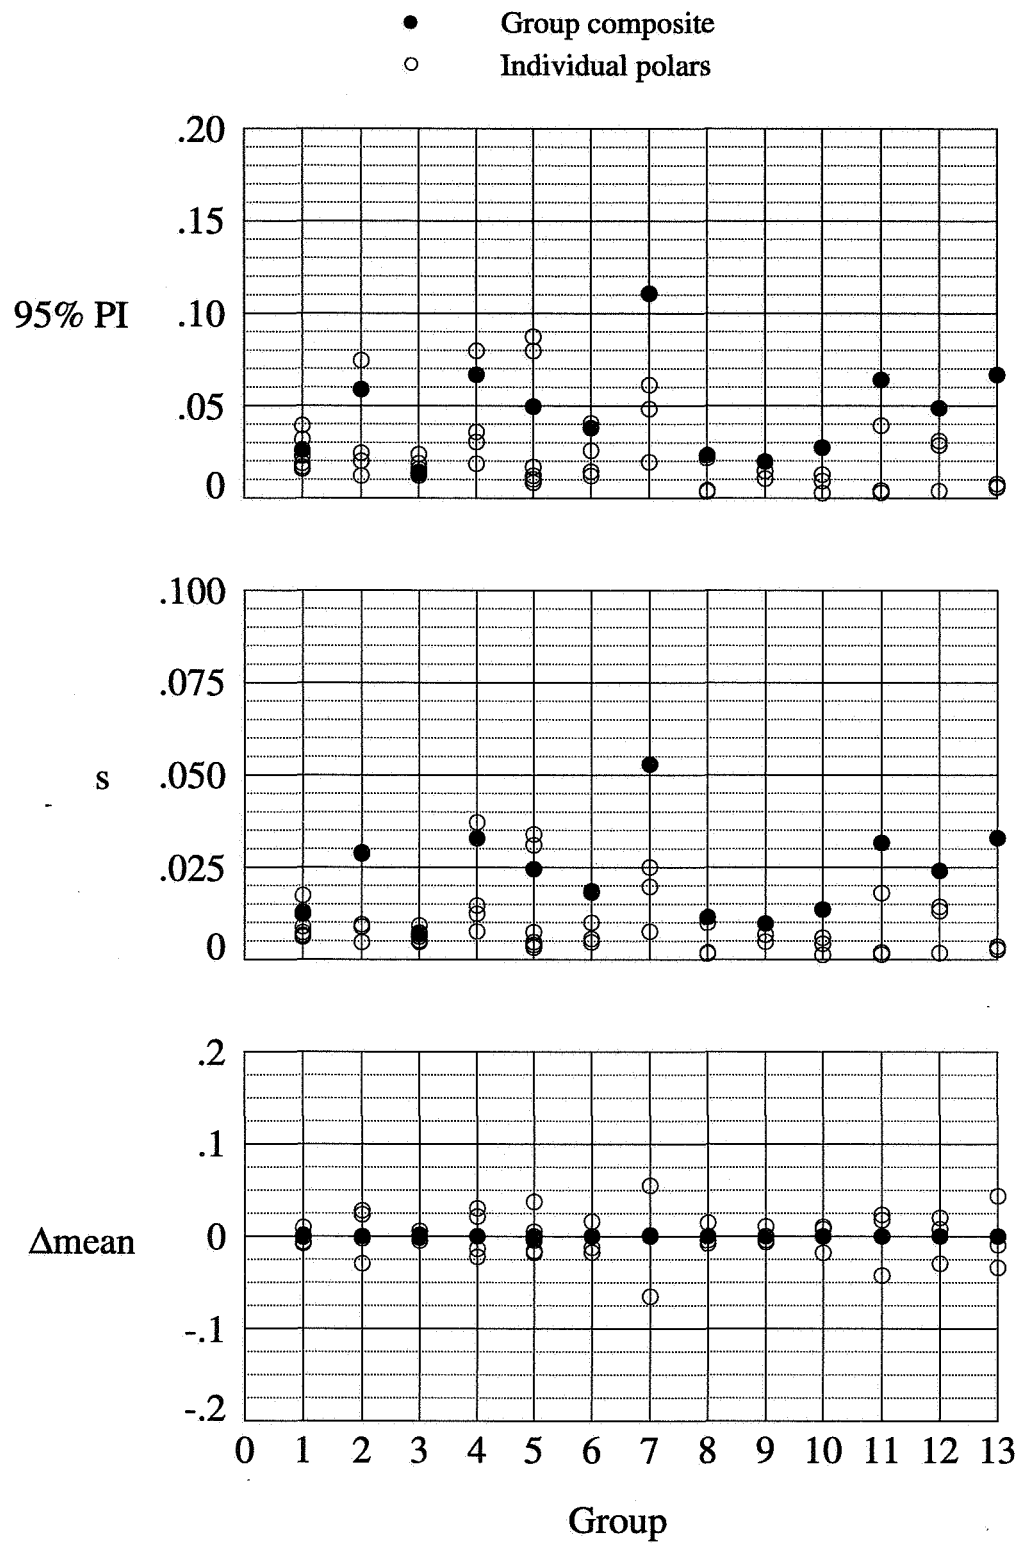 Group composite
Individual polars
.20
.15
95% PI
.10
.05
0
.100
.075
s
.050
.025
0
.2
.1
Δmean
0
-.1
-.2
0 1 2 3 4 5 6 7 8 9 10 11 12 13
Group